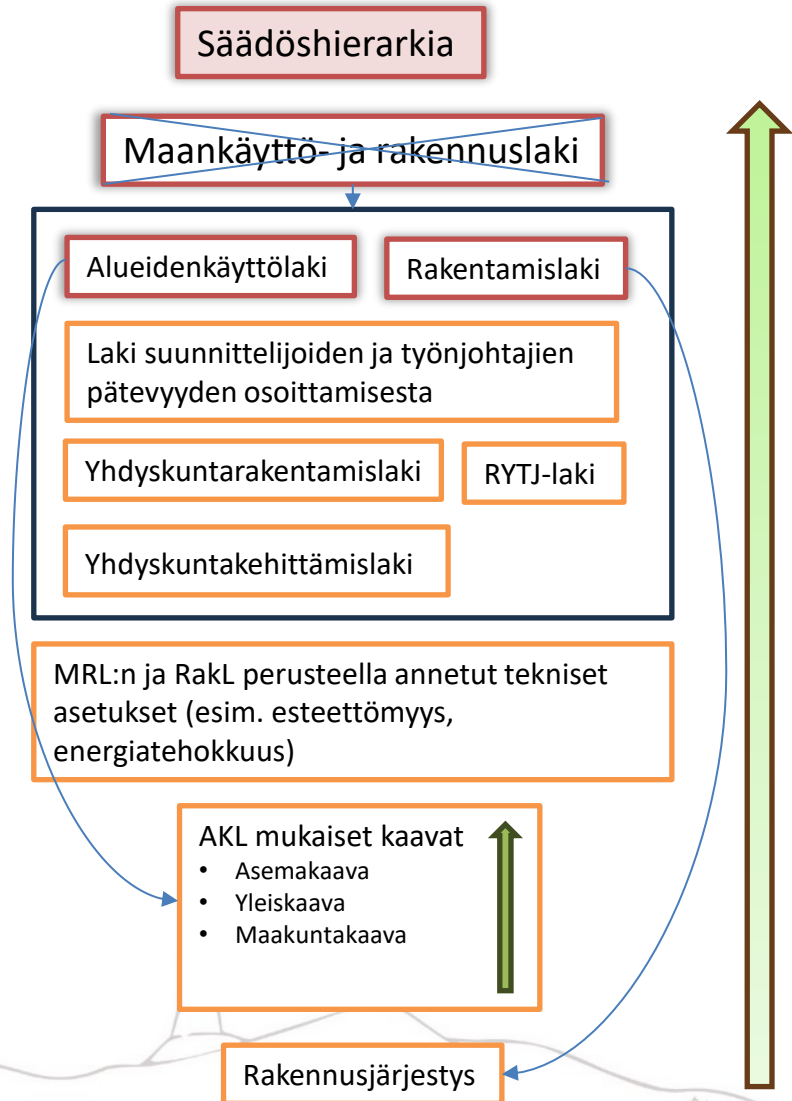 Säädöshierarkia
Maankäyttö- ja rakennuslaki
Alueidenkäyttölaki
Rakentamislaki
Laki suunnittelijoiden ja työnjohtajien
pätevyyden osoittamisesta
Yhdyskuntarakentamislaki
RYTJ-laki
Yhdyskuntakehittämislaki
MRL:n ja RakL perusteella annetut tekniset
asetukset (esim. esteettömyys,
energiatehokkuus)
AKL mukaiset kaavat
• Asemakaava
• Yleiskaava
• Maakuntakaava
Rakennusjärjestys